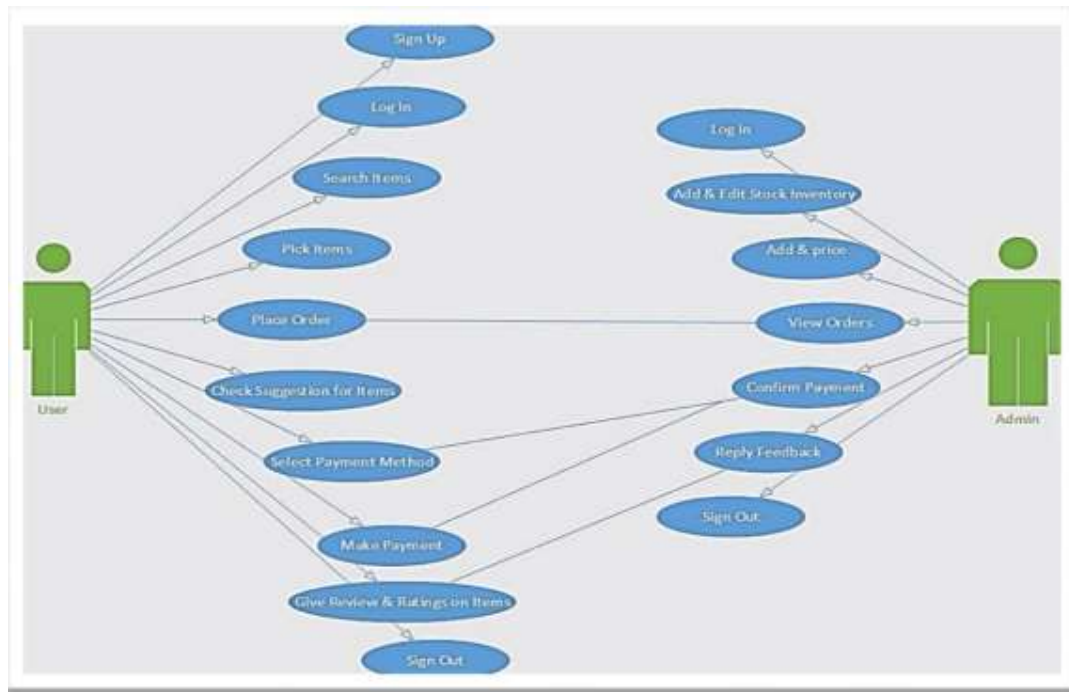 Sign Up
Log In
Search Items
Pick Items
Place Order
Check Suggestion for Items
Select Payment Method
Make Payment
Give Review & Ratings on Items
Sign Out
User
Log In
Add & Edit Stock Inventory
Add & price
View Orders
Confirm Payment
Reply Feedback
Sign Out
Admin